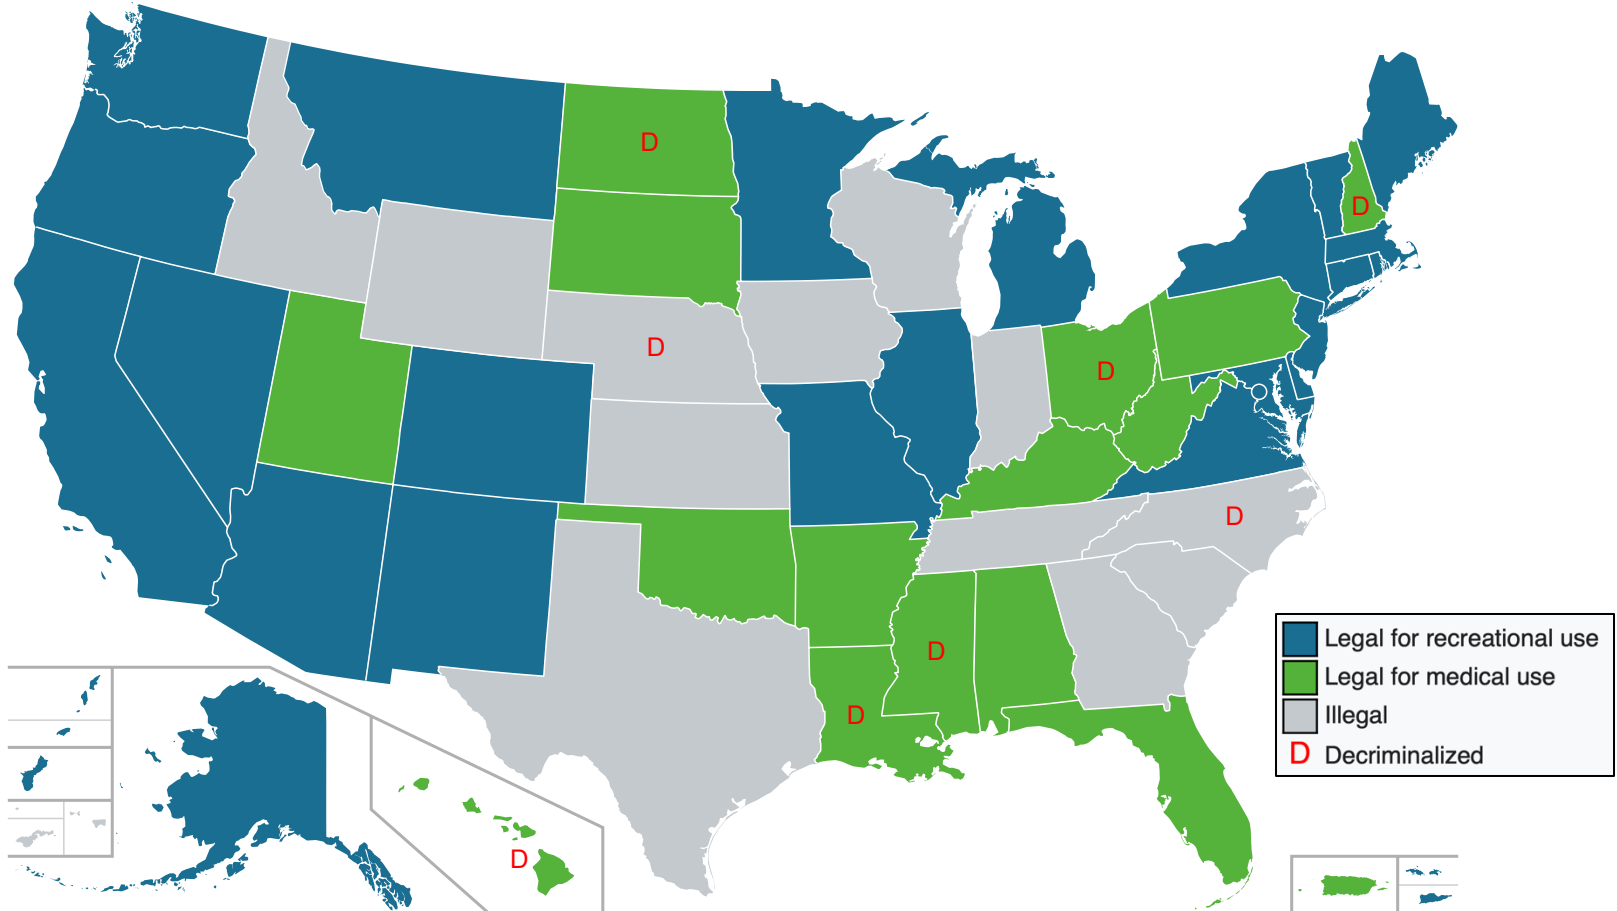 D
D
D
D
D
D
D
D
Legal for recreational use
Legal for medical use
Illegal
D Decriminalized